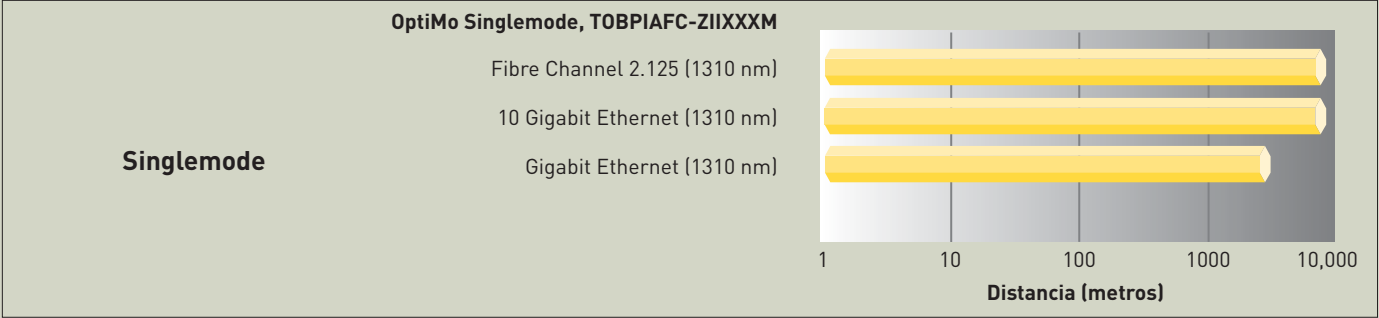 OptiMo Singlemode, TOBPIAFC-ZIIXXXM
Fibre Channel 2.125 (1310 nm)
10 Gigabit Ethernet (1310 nm)
Singlemode
Gigabit Ethernet (1310 nm)
1 10 100 1000 10,000
Distancia (metros)